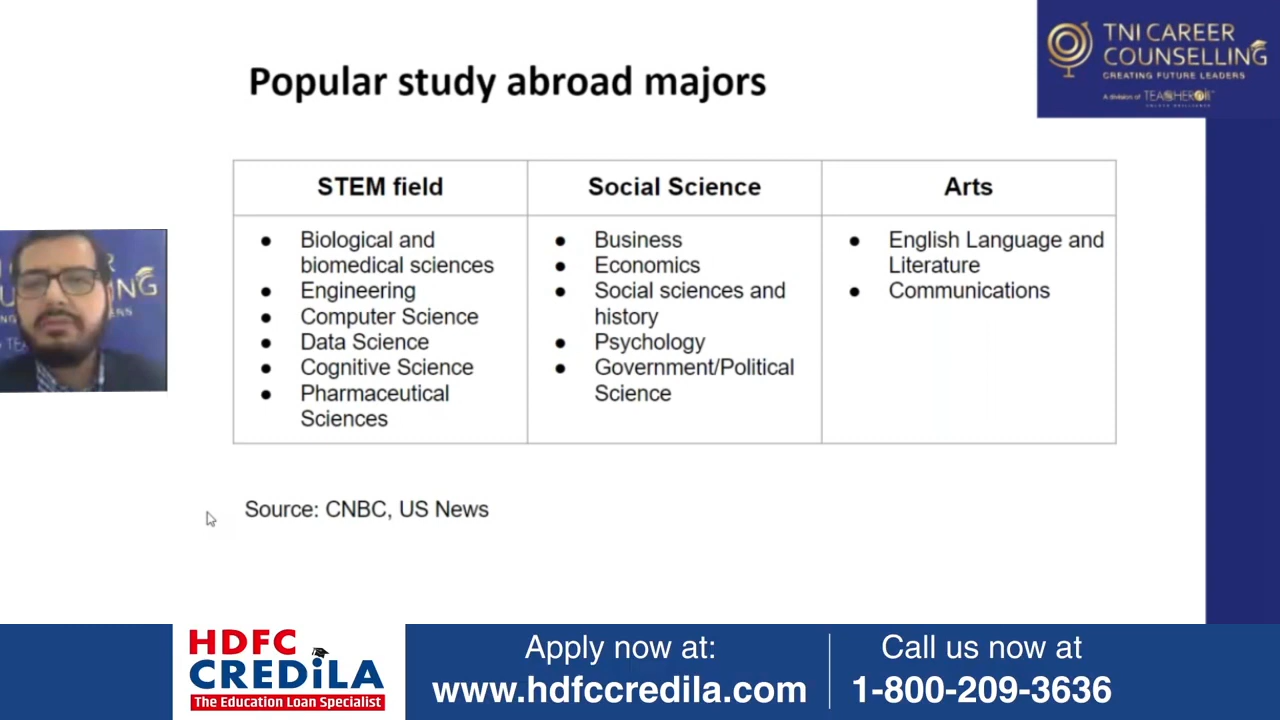 Popular study abroad majors
TNI CAREER
COUNSELLING
CREATING FUTURE LEADERS
A division of
STEM field
Social Science
Arts
● Biological and
biomedical sciences
● Engineering
● Computer Science
● Data Science
● Cognitive Science
● Pharmaceutical
Sciences
● Business
● Economics
● Social sciences and
history
● Psychology
● Government/Political
Science
● English Language and
Literature
● Communications
Source: CNBC, US News
HDFC
CREDiLA
The Education Loan Specialist
Apply now at:
www.hdfccredila.com
Call us now at
1-800-209-3636